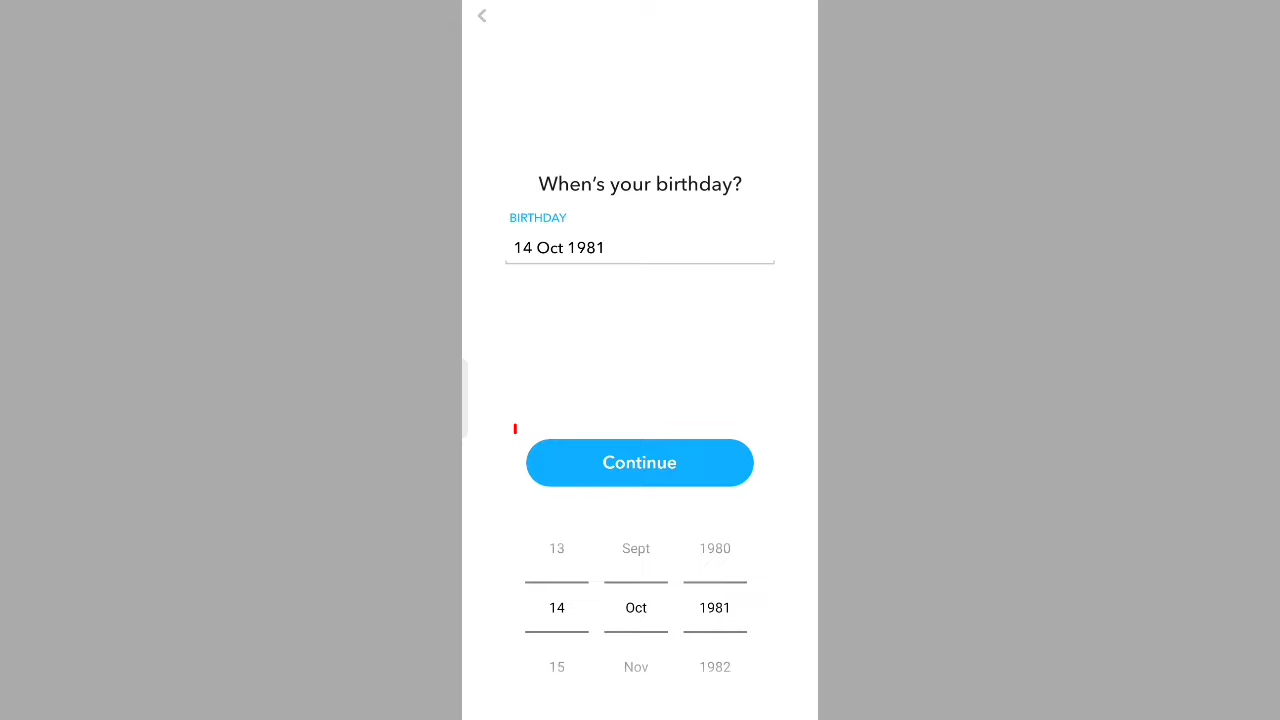 When's your birthday?
BIRTHDAY
14 Oct 1981
Continue
13 Sept 1980
14 Oct 1981
15 Nov 1982